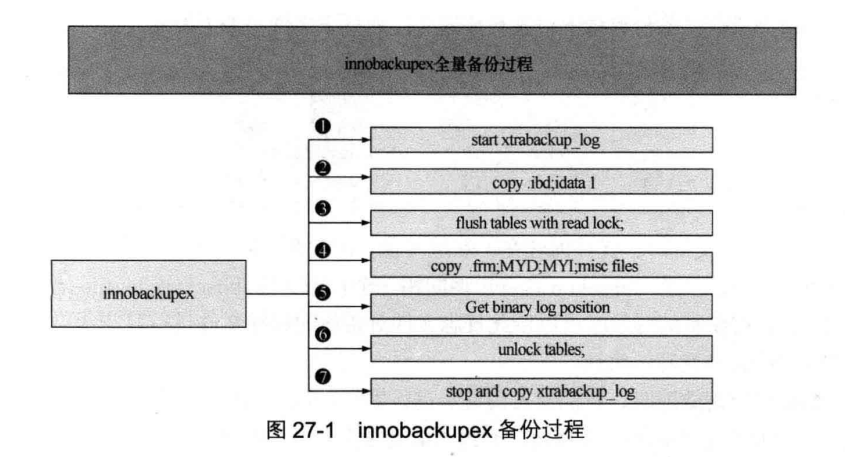 innobackupex全量备份过程
❶
start xtrabackup_log
❷
copy .ibd;idata 1
❸
flush tables with read lock;
❹
copy .frm;MYD;MYI;misc files
innobackupex
❺
Get binary log position
❻
unlock tables;
❼
stop and copy xtrabackup_log
图 27-1 innobackupex 备份过程